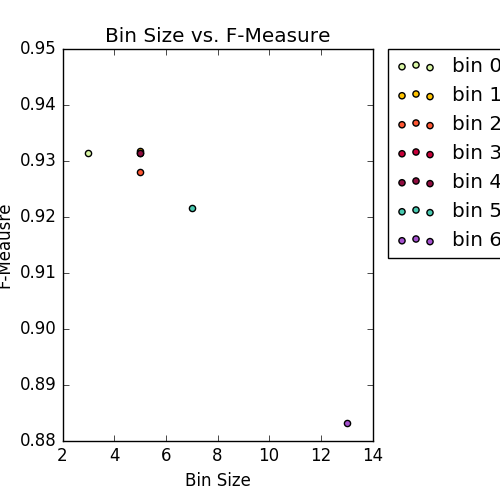 Bin Size vs. F-Measure
0.95
0.94
0.93
0.92
0.91
0.90
0.89
0.88
F-Meausre
2 4 6 8 10 12 14
Bin Size
bin 0
bin 1
bin 2
bin 3
bin 4
bin 5
bin 6